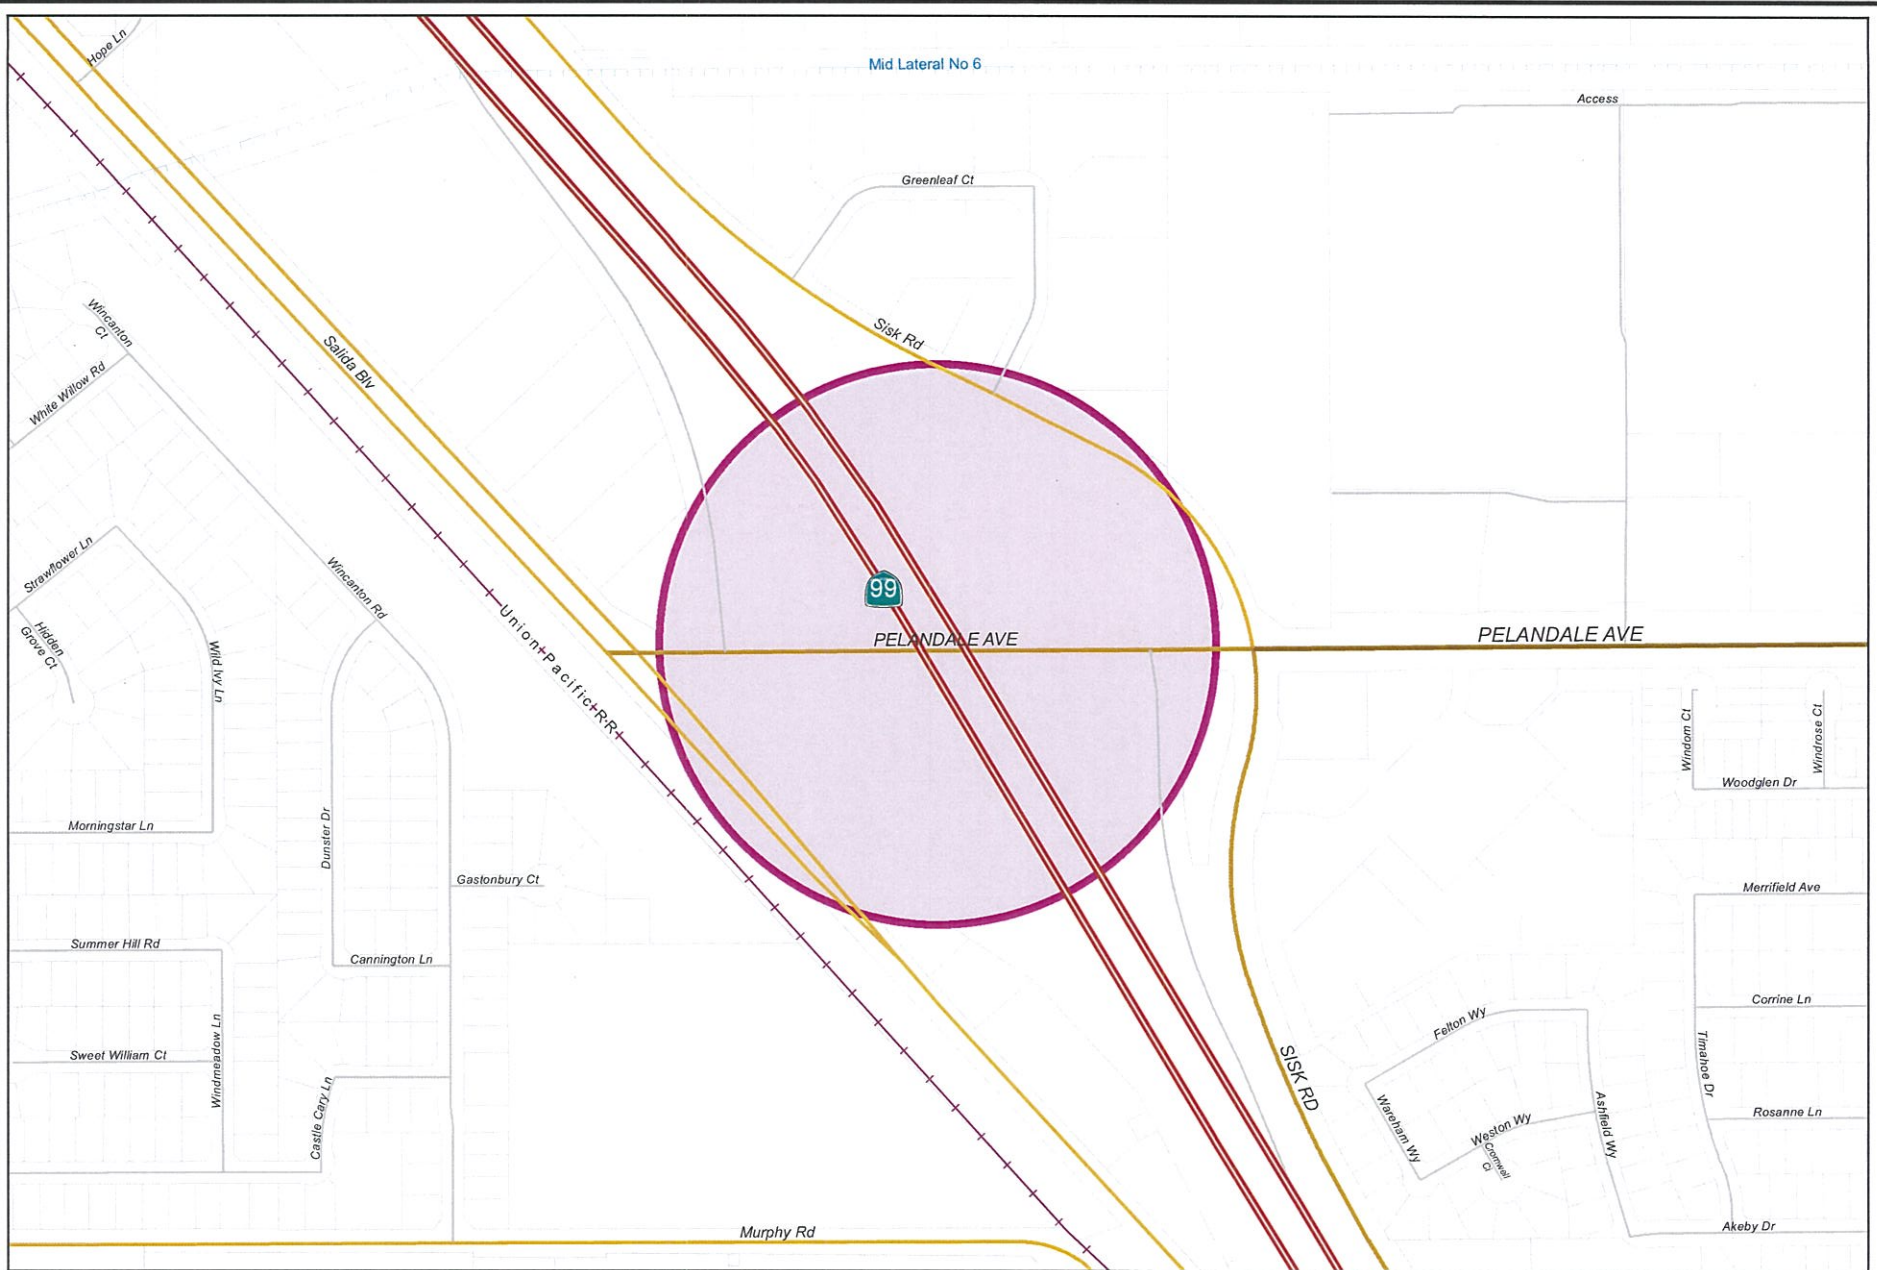 Hope Ln
Mid Lateral No 6
Access
Greenleaf Ct
Wincanton
Ct
Sisk Rd
Salida Blv
White Willow Rd
Strawflower Ln
Wincanton Rd
99
Hidden
Grove Ct
Wild Ivy Ln
Union Pacific RR
PELANDALE AVE
PELANDALE AVE
Windom Ct
Windrose Ct
Woodglen Dr
Morningstar Ln
Dunster Dr
Gastonbury Ct
Merrifield Ave
Summer Hill Rd
Cannington Ln
Corrine Ln
Felton Wy
Windmeadow Ln
Sweet William Ct
SISK RD
Timahoe Dr
Castle Cary Ln
Wareham Wy
Weston Wy
Cromwell
Ct
Ashfield Wy
Rosanne Ln
Murphy Rd
Akeby Dr